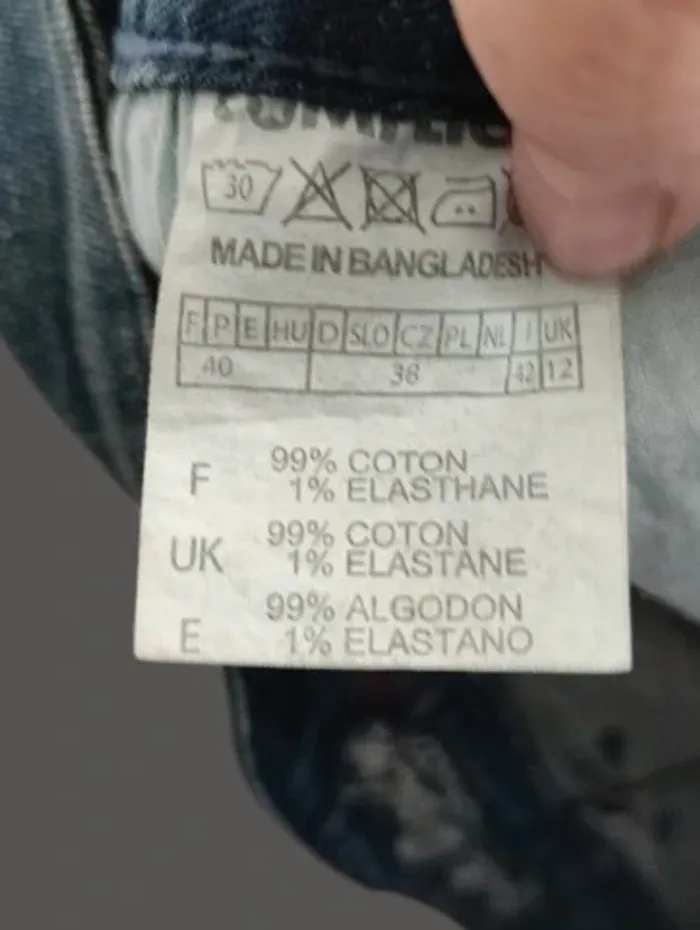 30
MADE IN BANGLADESH
F P E HU D SLO CZ PL NL I UK
40 38 42 12
F 99% COTON
1% ELASTHANE
UK 99% COTON
1% ELASTANE
E 99% ALGODON
1% ELASTANO